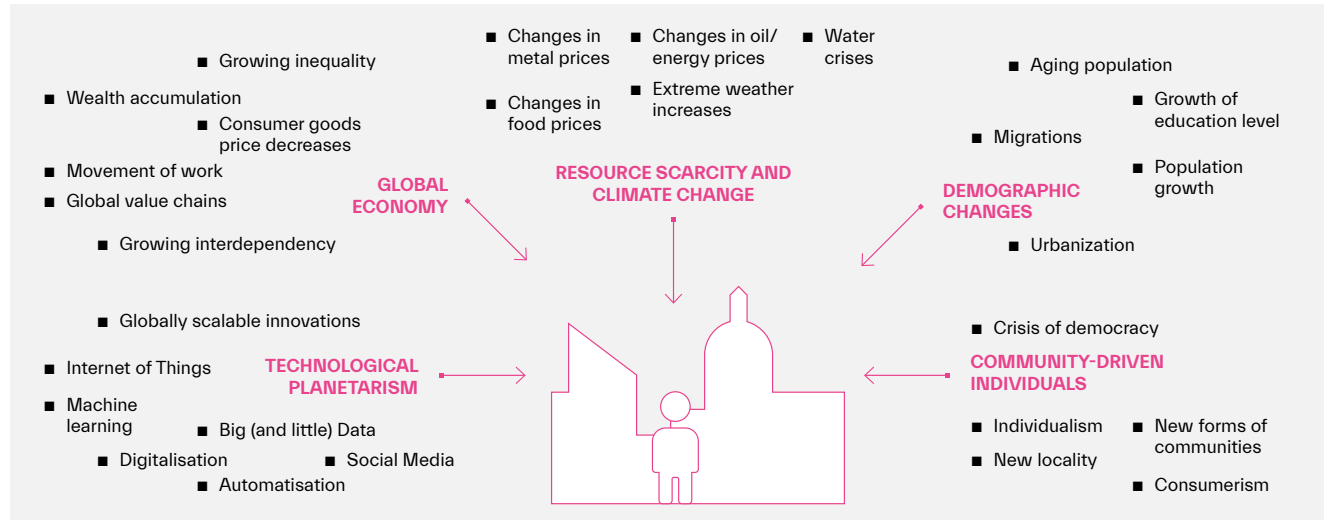 Growing inequality
Wealth accumulation
Consumer goods
price decreases
Movement of work
Global value chains
GLOBAL
ECONOMY
Growing interdependency
Changes in
metal prices
Changes in oil/
energy prices
Water
crises
Changes in
food prices
Extreme weather
increases
RESOURCE SCARCITY AND
CLIMATE CHANGE
Aging population
Growth of
education level
Migrations
Population
growth
DEMOGRAPHIC
CHANGES
Urbanization
Globally scalable innovations
Internet of Things
TECHNOLOGICAL
PLANETARISM
Machine
learning
Big (and little) Data
Digitalisation
Social Media
Automatisation
Crisis of democracy
COMMUNITY-DRIVEN
INDIVIDUALS
Individualism
New forms of
communities
New locality
Consumerism